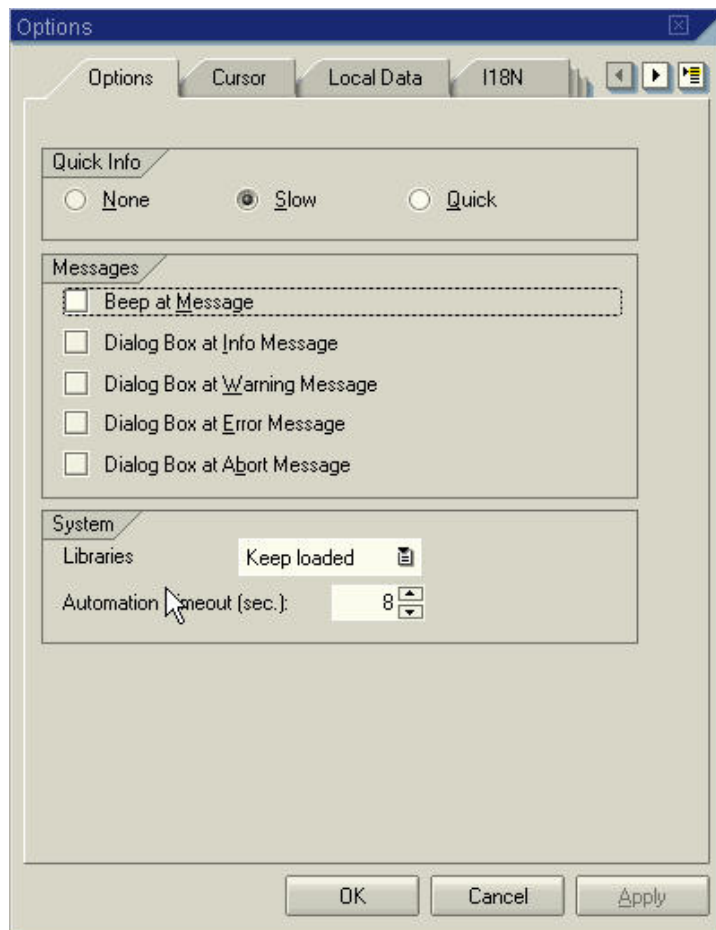 Options
Options Cursor Local Data I18N
Quick Info
None Slow Quick
Messages
Beep at Message
Dialog Box at Info Message
Dialog Box at Warning Message
Dialog Box at Error Message
Dialog Box at Abort Message
System
Libraries Keep loaded
Automation Timeout (sec.): 8
OK Cancel Apply